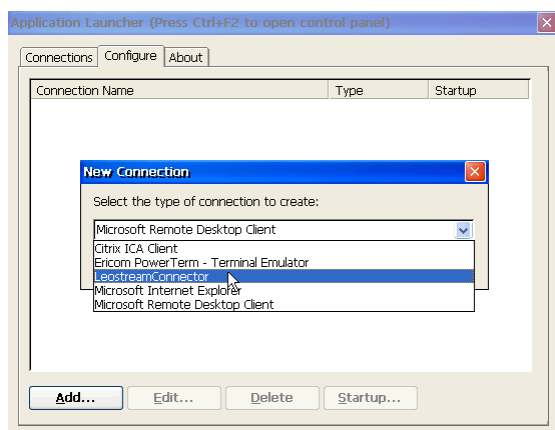 Application Launcher (Press Ctrl+F2 to open control panel)
Connections Configure About
Connection Name Type Startup
New Connection
Select the type of connection to create:
Microsoft Remote Desktop Client
Citrix ICA Client
Ericom PowerTerm - Terminal Emulator
LeostreamConnector
Microsoft Internet Explorer
Microsoft Remote Desktop Client
Add... Edit... Delete Startup...